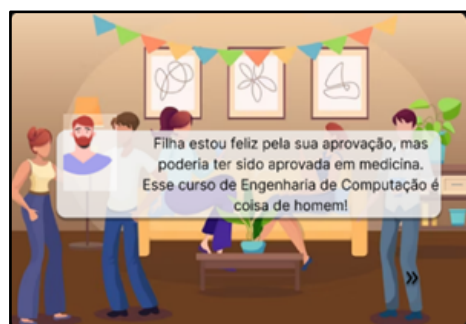 Filha estou feliz pela sua aprovação, mas
poderia ter sido aprovada em medicina.
Esse curso de Engenharia de Computação é
coisa de homem!
»